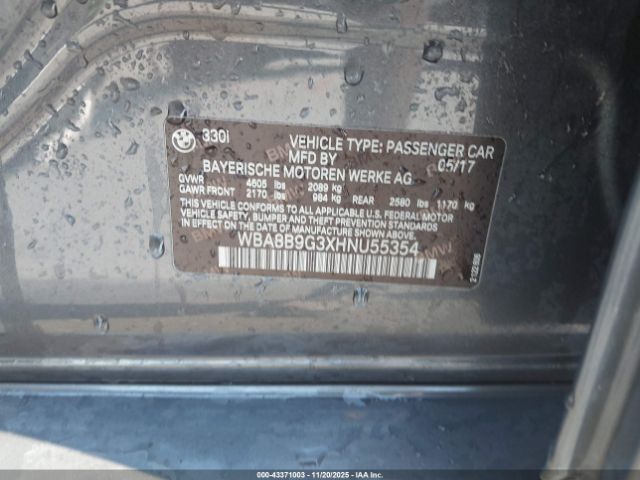 330i VEHICLE TYPE: PASSENGER CAR
MFD BY 05/17
BAYERISCHE MOTOREN WERKE AG
GVWR 4605 lbs 2089 kg
GAWR FRONT 2170 lbs 984 kg REAR 2580 lbs 1170 kg
THIS VEHICLE CONFORMS TO ALL APPLICABLE U.S. FEDERAL MOTOR
VEHICLE SAFETY, BUMPER, AND THEFT PREVENTION STANDARDS
IN EFFECT ON THE DATE OF MANUFACTURE SHOWN ABOVE.
WBA8B9G3XHNU55354
000-43371003 - 11/20/2025 - IAAI.COM